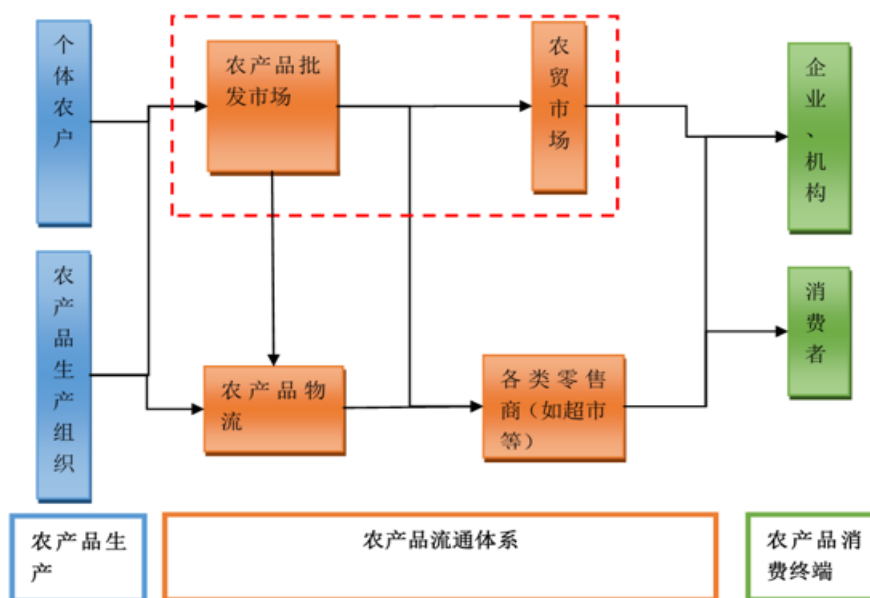 个体农户
农产品批
发市场
农贸市场
企业、机构
农产品生产组织
消费者
农产品物
流
各类零售
商（如超市
等）
农产品生
产
农产品流通体系
农产品消
费终端